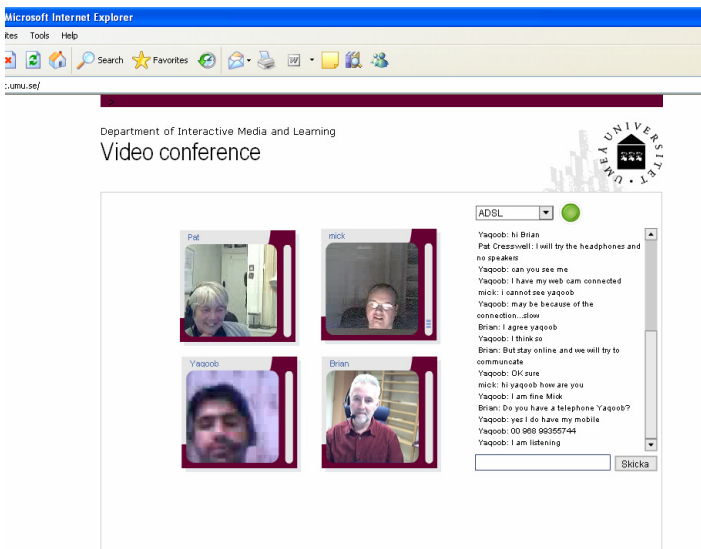 Microsoft Internet Explorer
ites Tools Help
Search Favorites
c.umu.se/
>
Department of Interactive Media and Learning
Video conference
UMEÅ UNIVERSITET
ADSL
Pat
mick
Yaqoob
Brian
Yaqoob: hi Brian
Pat Cresswell: I will try the headphones and
no speakers
Yaqoob: can you see me
Yaqoob: I have my web cam connected
mick: i cannot see yaqoob
Yaqoob: may be because of the
connection...slow
Brian: I agree yaqoob
Yaqoob: I think so
Brian: But stay online and we will try to
communcate
Yaqoob: OK sure
mick: hi yaqoob how are you
Yaqoob: I am fine Mick
Brian: Do you have a telephone Yaqoob?
Yaqoob: yes I do have my mobile
Yaqoob: 00 968 99355744
Yaqoob: I am listening
Skicka